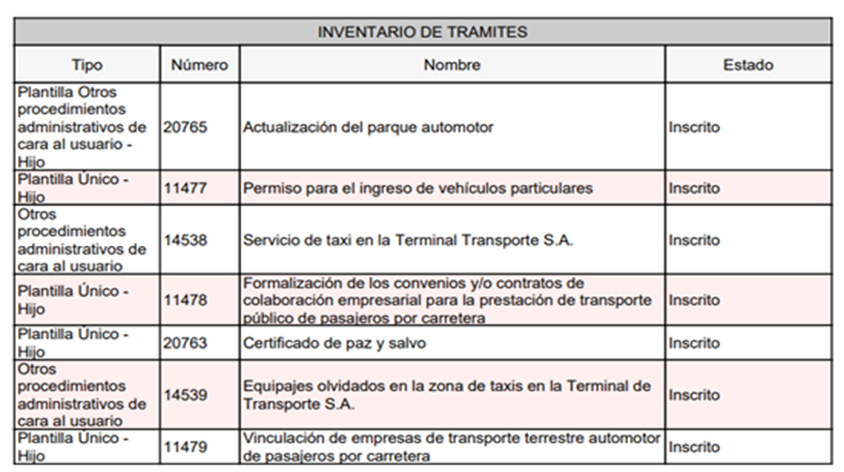 INVENTARIO DE TRAMITES
Tipo Número Nombre Estado
Plantilla Otros
procedimientos
administrativos de
cara al usuario -
Hijo
20765 Actualización del parque automotor Inscrito
Plantilla Único -
Hijo
11477 Permiso para el ingreso de vehículos particulares Inscrito
Otros
procedimientos
administrativos de
cara al usuario
14538 Servicio de taxi en la Terminal Transporte S.A. Inscrito
Plantilla Único -
Hijo
11478
Formalización de los convenios y/o contratos de
colaboración empresarial para la prestación de transporte
público de pasajeros por carretera
Inscrito
Plantilla Único -
Hijo
20763 Certificado de paz y salvo Inscrito
Otros
procedimientos
administrativos de
cara al usuario
14539
Equipajes olvidados en la zona de taxis en la Terminal de
Transporte S.A.
Inscrito
Plantilla Único -
Hijo
11479
Vinculación de empresas de transporte terrestre automotor
de pasajeros por carretera
Inscrito